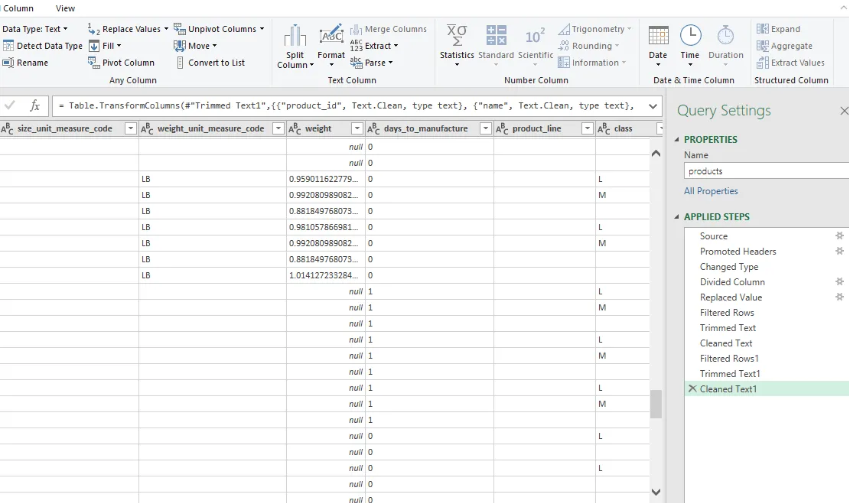 Column View
Data Type: Text
Detect Data Type
Rename
Replace Values
Fill
Pivot Column
Unpivot Columns
Move
Convert to List
Any Column
Split
Column
Format
ABC
123
Merge Columns
Extract
Parse
Text Column
Statistics
Standard
Scientific
10²
Trigonometry
Rounding
Information
Number Column
Date
Time
Duration
Date & Time Column
Expand
Aggregate
Extract Values
Structured Column
fx = Table.TransformColumns(#"Trimmed Text1",{{"product_id", Text.Clean, type text}, {"name", Text.Clean, type text},
size_unit_measure_code weight_unit_measure_code weight days_to_manufacture product_line class
null 0
null 0
LB 0.959011622779... 0 L
LB 0.992080989082... 0 M
LB 0.881849768073... 0
LB 0.981057866981... 0 L
LB 0.992080989082... 0 M
LB 0.881849768073... 0
LB 1.014127233284... 0
null 1 L
null 1 M
null 1
null 1 L
null 1 M
null 1
null 1 L
null 1 M
null 1
null 0 L
null 0
null 0 L
null 0
null 0
Query Settings
PROPERTIES
Name
products
All Properties
APPLIED STEPS
Source
Promoted Headers
Changed Type
Divided Column
Replaced Value
Filtered Rows
Trimmed Text
Cleaned Text
Filtered Rows1
Trimmed Text1
Cleaned Text1